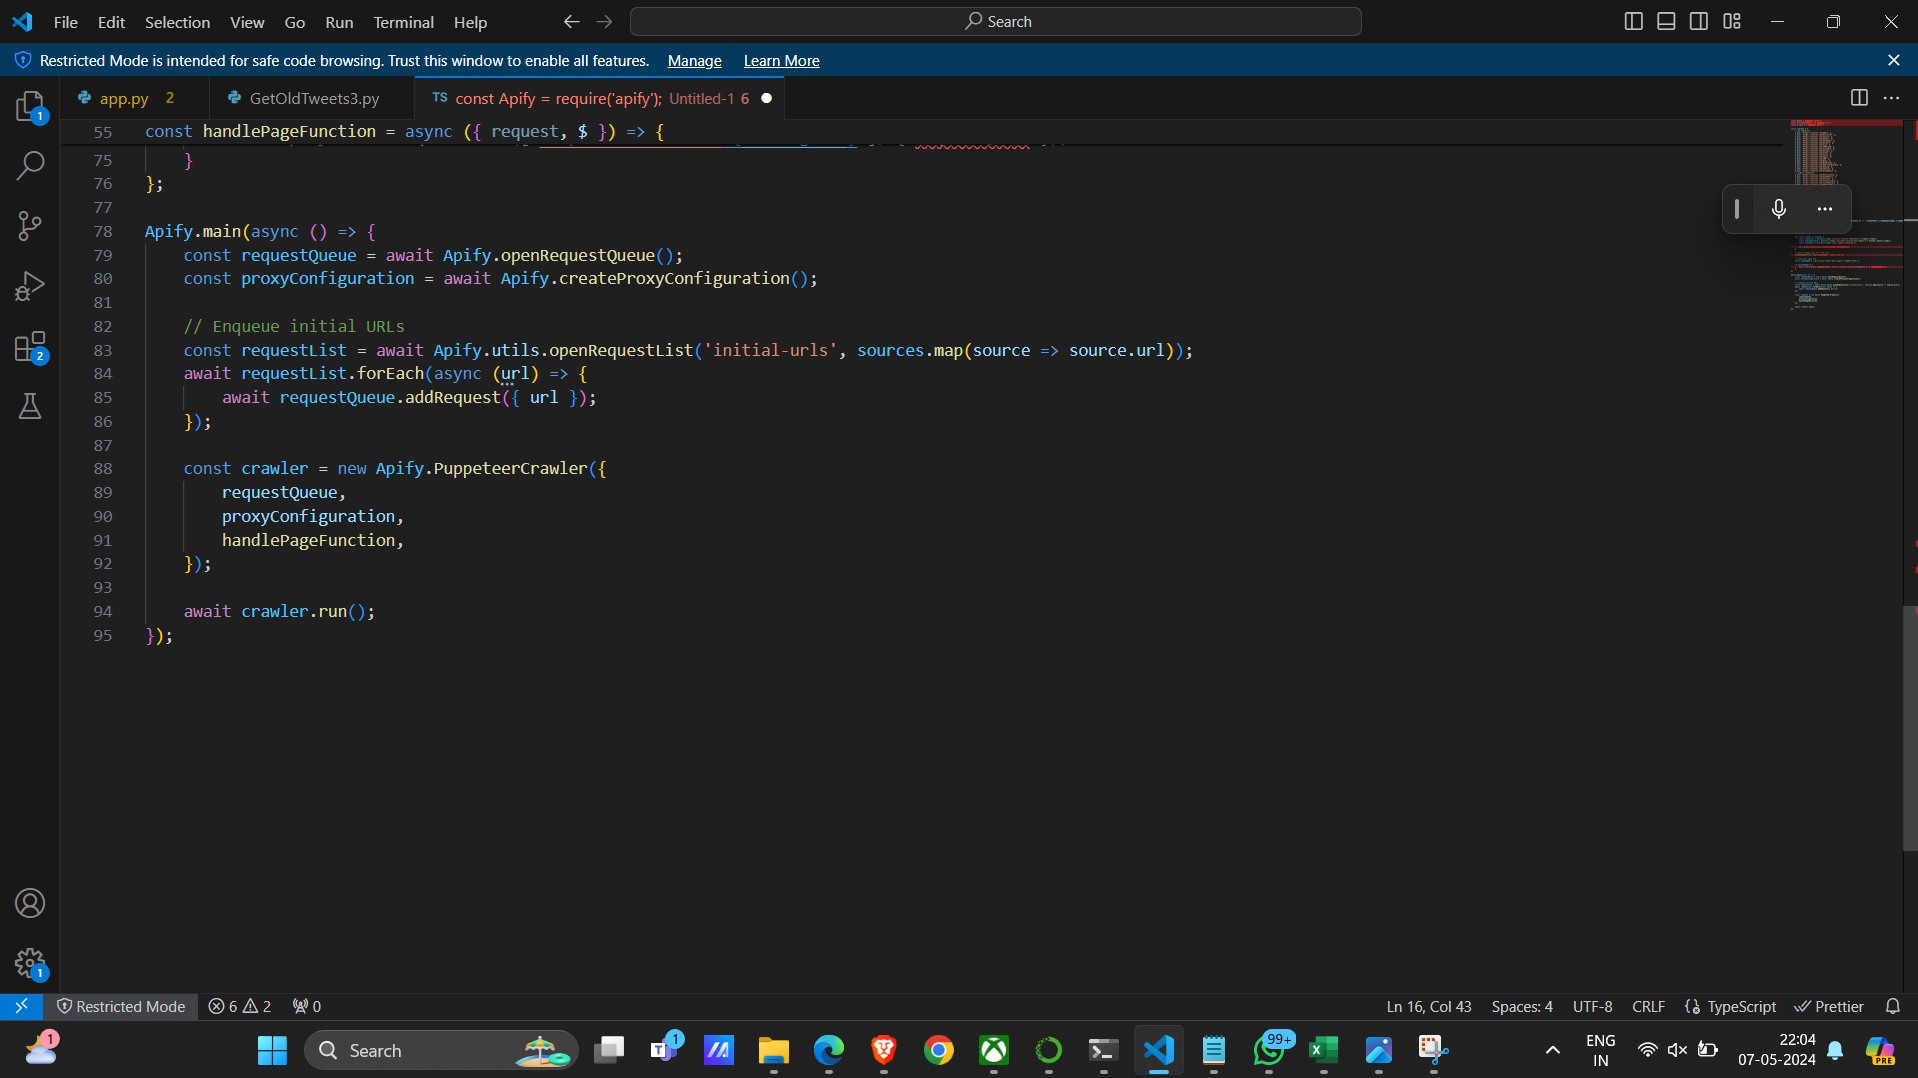 File Edit Selection View Go Run Terminal Help
Search
Restricted Mode is intended for safe code browsing. Trust this window to enable all features. Manage Learn More
1
app.py 2
GetOldTweets3.py
TS const Apify = require('apify'); Untitled-1 6
55 const handlePageFunction = async ({ request, $ }) => {
75 }
76 };
77
78 Apify.main(async () => {
79 const requestQueue = await Apify.openRequestQueue();
80 const proxyConfiguration = await Apify.createProxyConfiguration();
81
82 // Enqueue initial URLs
83 const requestList = await Apify.utils.openRequestList('initial-urls', sources.map(source => source.url));
84 await requestList.forEach(async (url) => {
85 await requestQueue.addRequest({ url });
86 });
87
88 const crawler = new Apify.PuppeteerCrawler({
89 requestQueue,
90 proxyConfiguration,
91 handlePageFunction,
92 });
93
94 await crawler.run();
95 });
2
1
Restricted Mode 6 2 0
Ln 16, Col 43 Spaces: 4 UTF-8 CRLF TypeScript Prettier
1
Search
1
99+
ENG
IN
22:04
07-05-2024
PRE